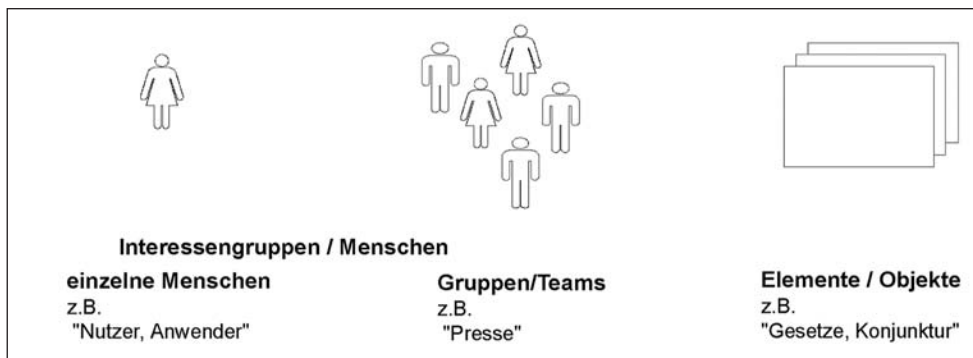 Interessengruppen / Menschen
einzelne Menschen
z.B.
"Nutzer, Anwender"
Gruppen/Teams
z.B.
"Presse"
Elemente / Objekte
z.B.
"Gesetze, Konjunktur"